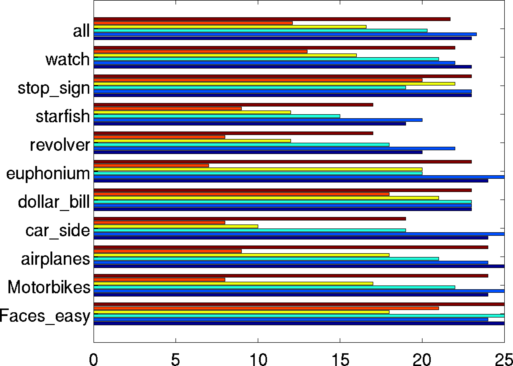 all
watch
stop_sign
starfish
revolver
euphonium
dollar_bill
car_side
airplanes
Motorbikes
Faces_easy
0 5 10 15 20 25